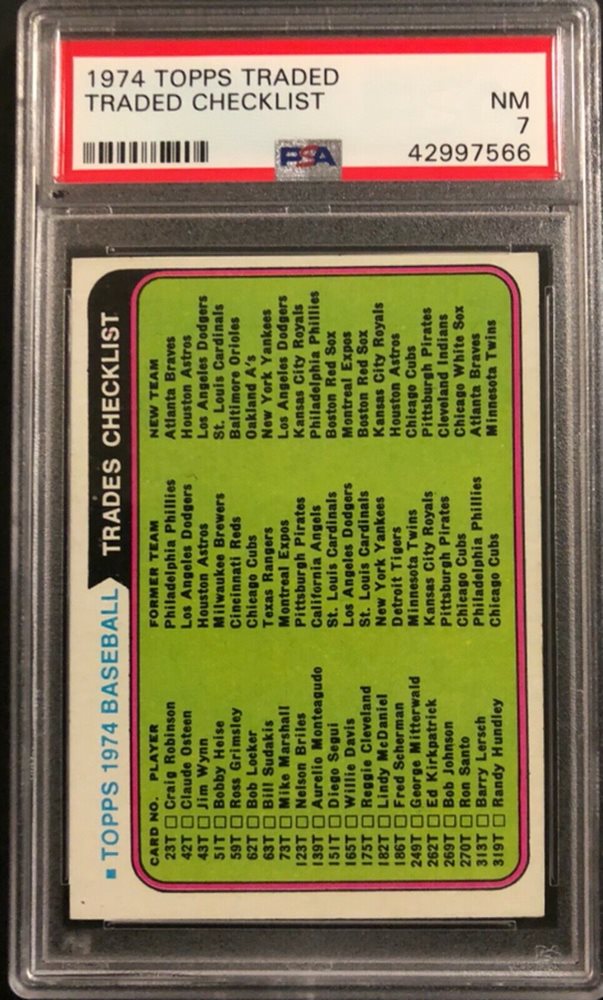 1974 TOPPS TRADED
TRADED CHECKLIST NM
7
PSA 42997566
TOPPS 1974 BASEBALL TRADES CHECKLIST
CARD NO. PLAYER FORMER TEAM NEW TEAM
23T Craig Robinson Philadelphia Phillies Atlanta Braves
42T Claude Osteen Los Angeles Dodgers Houston Astros
43T Jim Wynn Houston Astros Los Angeles Dodgers
51T Bobby Heise Milwaukee Brewers St. Louis Cardinals
59T Ross Grimsley Cincinnati Reds Baltimore Orioles
62T Bob Locker Chicago Cubs Oakland A's
63T Bill Sudakis Texas Rangers New York Yankees
73T Mike Marshall Montreal Expos Los Angeles Dodgers
123T Nelson Briles Pittsburgh Pirates Kansas City Royals
139T Aurelio Monteagudo California Angels Philadelphia Phillies
151T Diego Segui St. Louis Cardinals Boston Red Sox
165T Willie Davis Los Angeles Dodgers Montreal Expos
175T Reggie Cleveland St. Louis Cardinals Boston Red Sox
182T Lindy McDaniel New York Yankees Kansas City Royals
186T Fred Scherman Detroit Tigers Houston Astros
249T George Mitterwald Minnesota Twins Chicago Cubs
262T Ed Kirkpatrick Kansas City Royals Pittsburgh Pirates
269T Bob Johnson Pittsburgh Pirates Cleveland Indians
270T Ron Santo Chicago Cubs Chicago White Sox
313T Barry Lersch Philadelphia Phillies Atlanta Braves
319T Randy Hundley Chicago Cubs Minnesota Twins